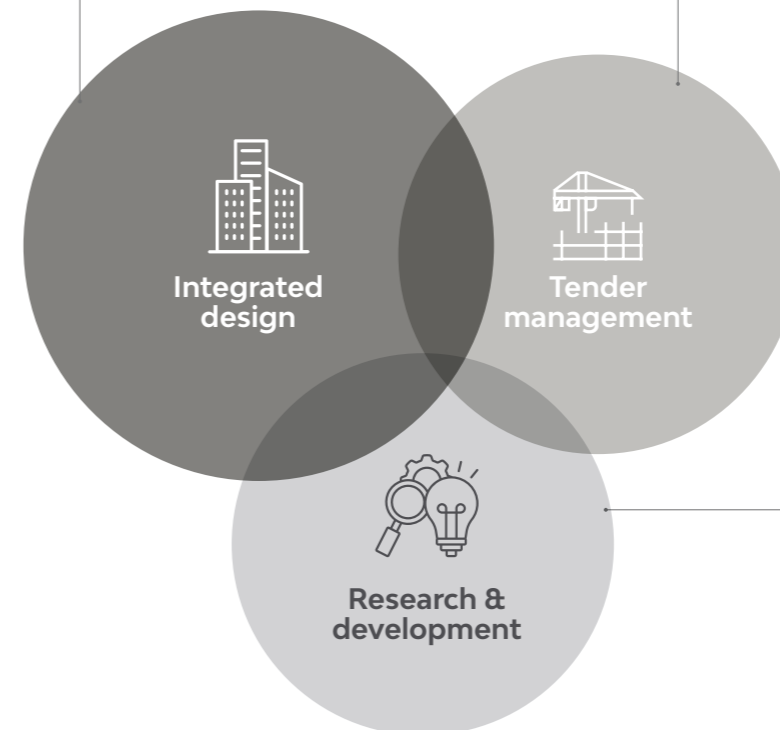 Integrated
design
Tender
management
Research &
development